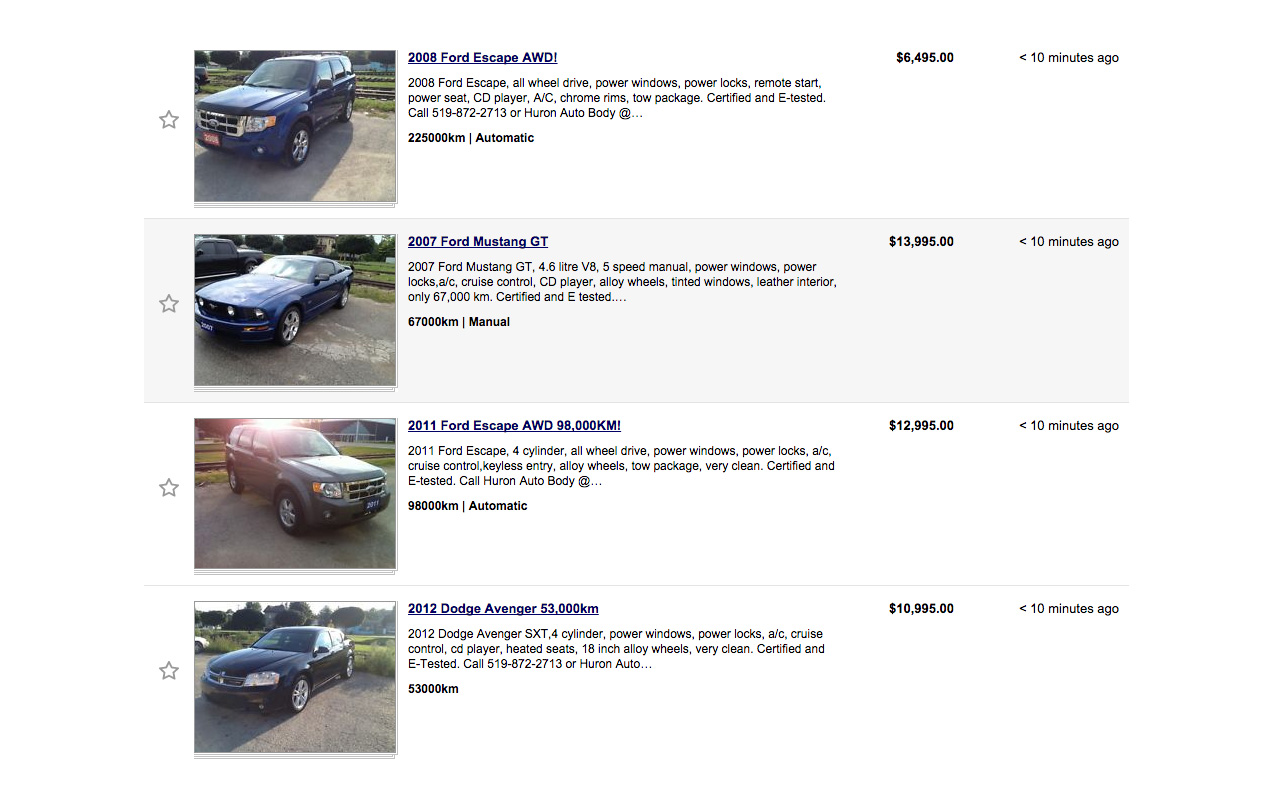 2008 Ford Escape AWD!
$6,495.00
< 10 minutes ago
2008 Ford Escape, all wheel drive, power windows, power locks, remote start,
power seat, CD player, A/C, chrome rims, tow package. Certified and E-tested.
Call 519-872-2713 or Huron Auto Body @…
225000km | Automatic
2008
2007 Ford Mustang GT
$13,995.00
< 10 minutes ago
2007 Ford Mustang GT, 4.6 litre V8, 5 speed manual, power windows, power
locks,a/c, cruise control, CD player, alloy wheels, tinted windows, leather interior,
only 67,000 km. Certified and E tested.…
67000km | Manual
2007
2011 Ford Escape AWD 98,000KM!
$12,995.00
< 10 minutes ago
2011 Ford Escape, 4 cylinder, all wheel drive, power windows, power locks, a/c,
cruise control,keyless entry, alloy wheels, tow package, very clean. Certified and
E-tested. Call Huron Auto Body @…
98000km | Automatic
2011
2012 Dodge Avenger 53,000km
$10,995.00
< 10 minutes ago
2012 Dodge Avenger SXT,4 cylinder, power windows, power locks, a/c, cruise
control, cd player, heated seats, 18 inch alloy wheels, very clean. Certified and
E-Tested. Call 519-872-2713 or Huron Auto…
53000km